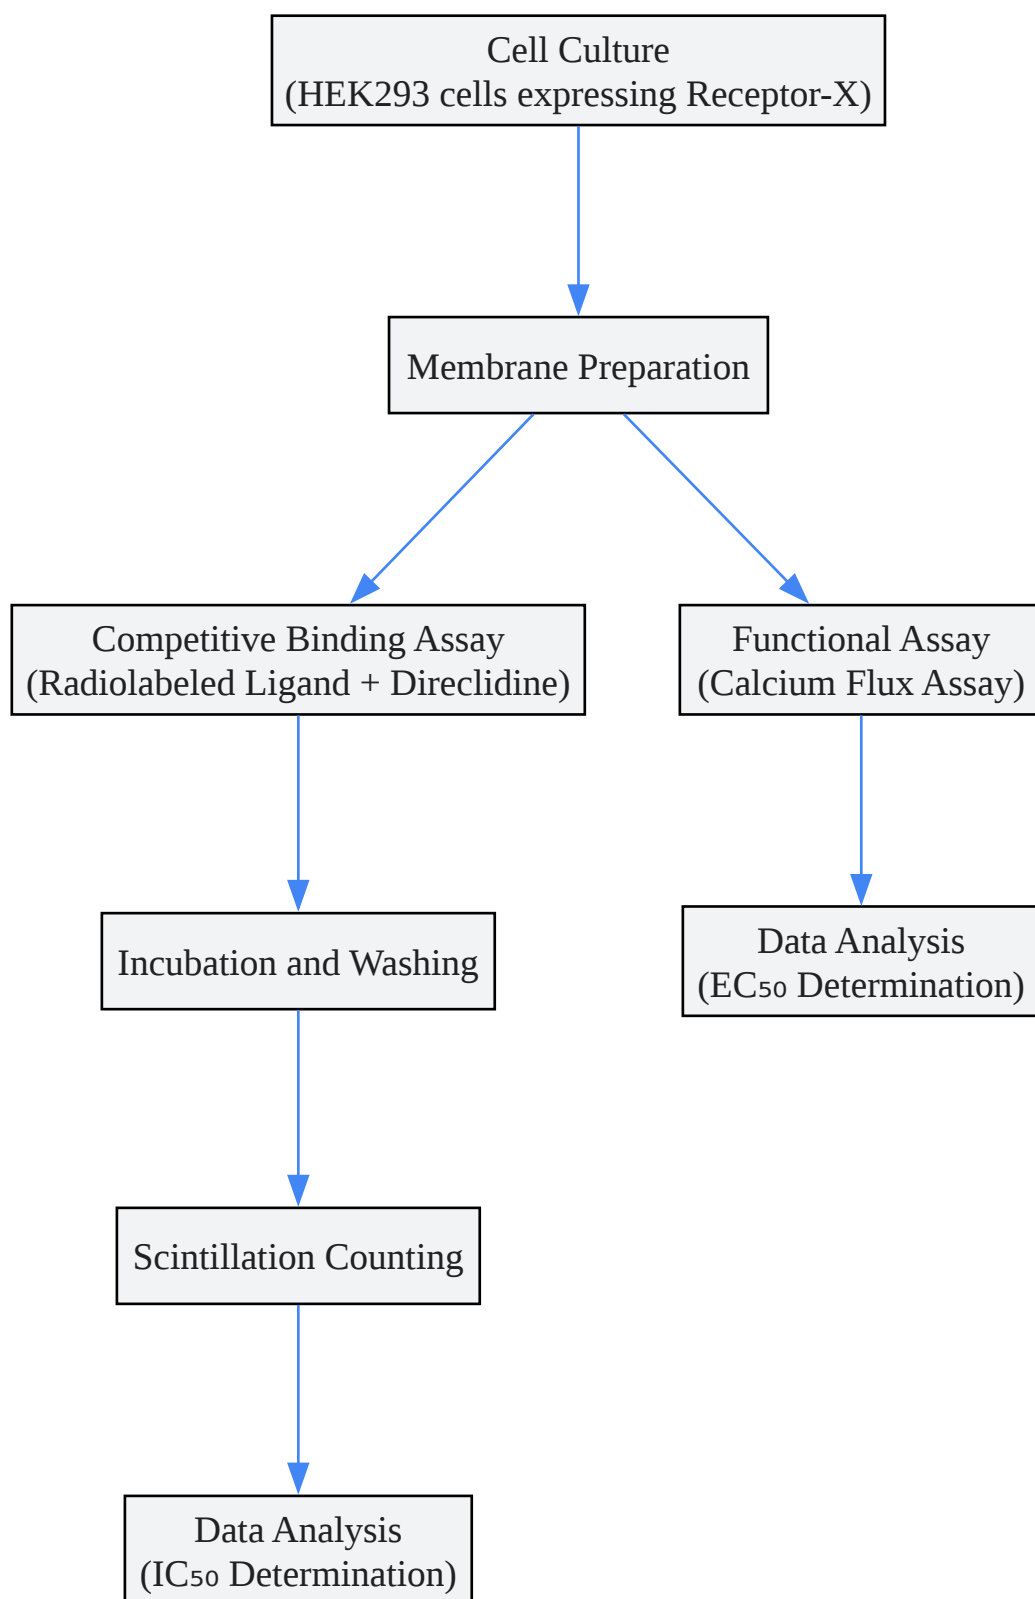 Cell Culture
(HEK293 cells expressing Receptor-X)
Membrane Preparation
Competitive Binding Assay
(Radiolabeled Ligand + Direclidine)
Functional Assay
(Calcium Flux Assay)
Incubation and Washing
Data Analysis
(EC₅₀ Determination)
Scintillation Counting
Data Analysis
(IC₅₀ Determination)